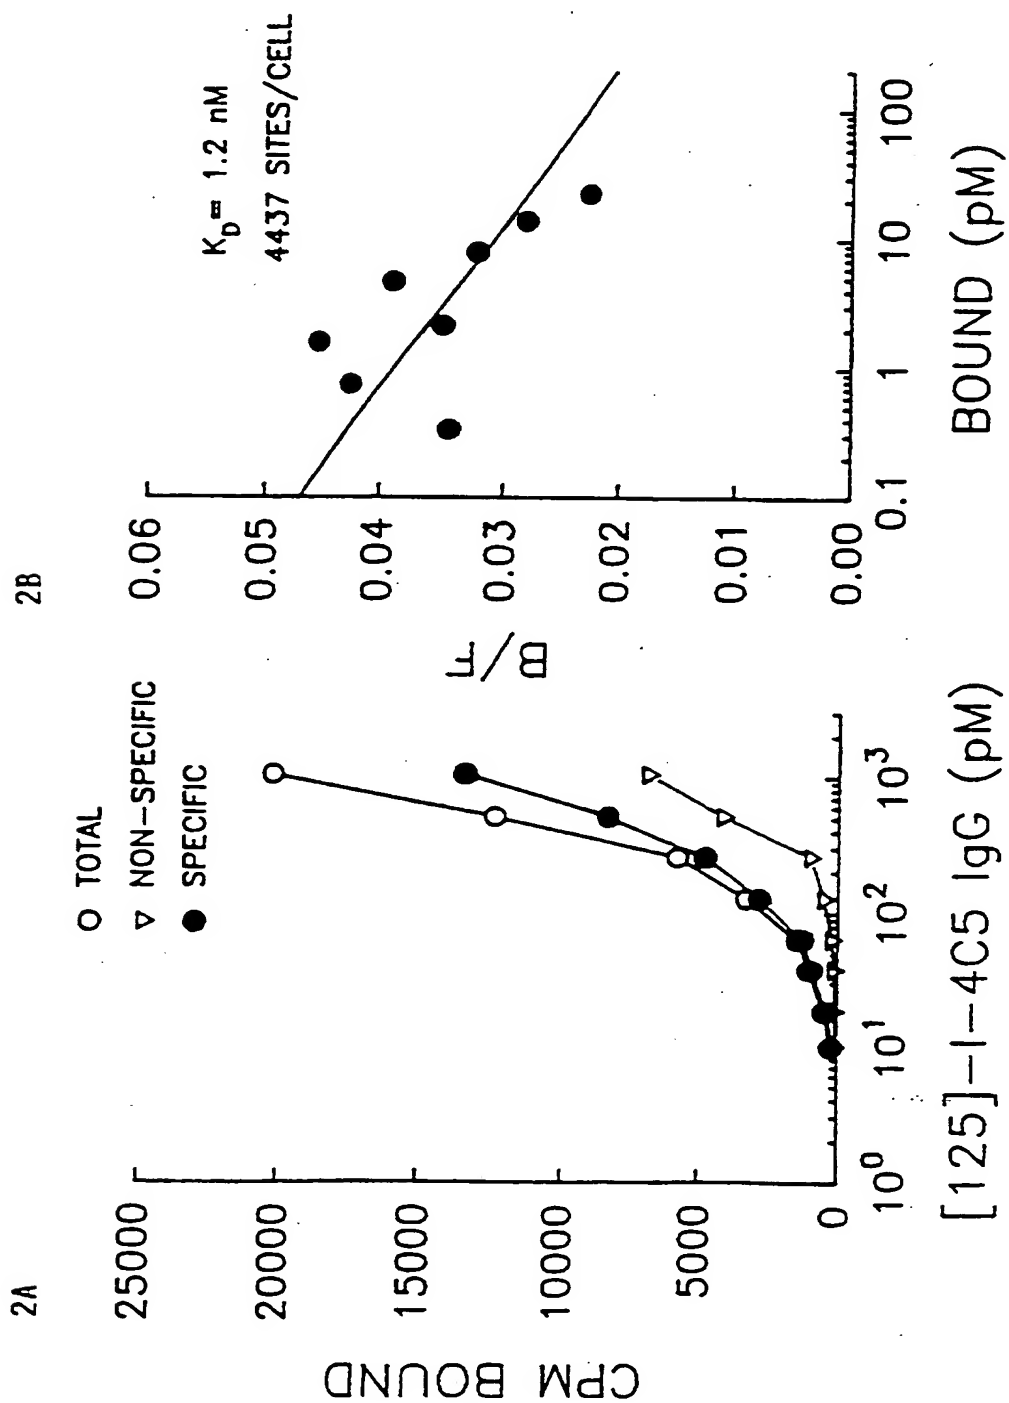 2A
CPM BOUND
25000
20000
15000
10000
5000
0
10⁰
10¹
10²
10³
[125]–I–4C5 IgG (pM)
O TOTAL
▽ NON–SPECIFIC
● SPECIFIC
2B
B/F
0.06
0.05
0.04
0.03
0.02
0.01
0.00
0.1
1
10
100
BOUND (pM)
K_D= 1.2 nM
4437 SITES/CELL